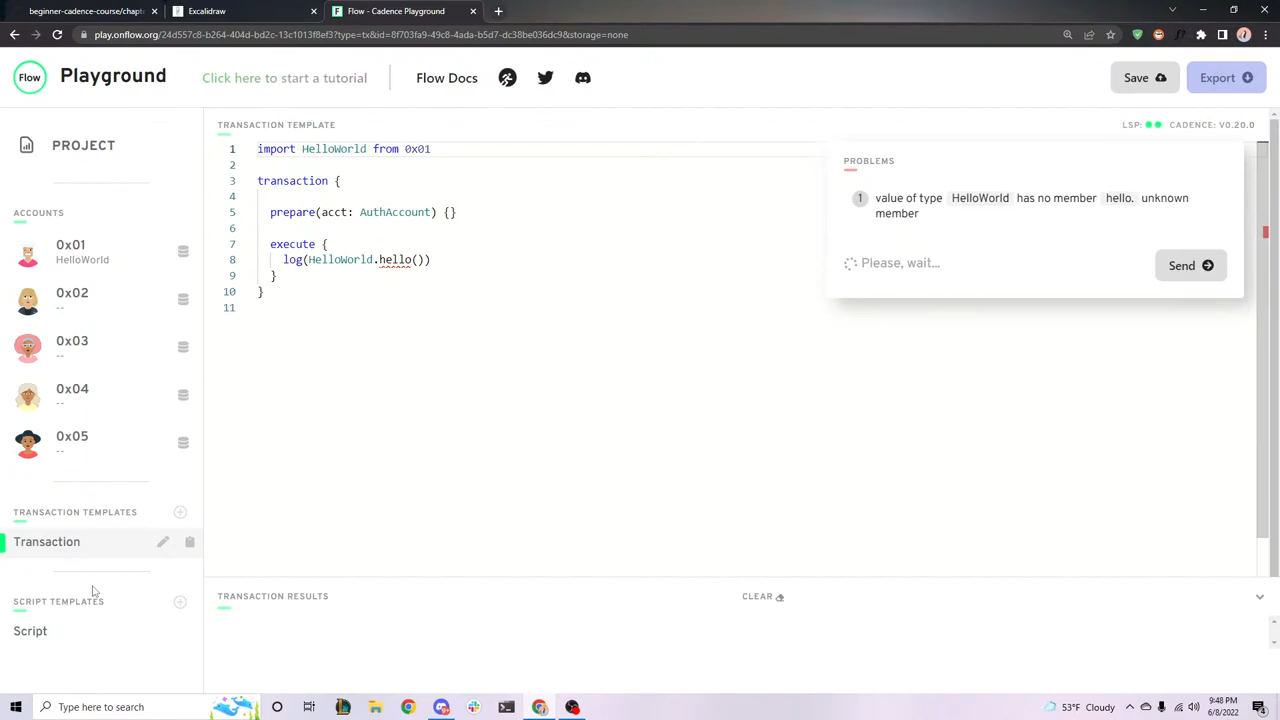 beginner-cadence-course/chapt
Excalidraw
Flow - Cadence Playground
play.onflow.org/24d557c8-b264-404d-bd2c-13c1013f8ef3?type=tx&id=8f703fa9-49c8-4ada-b5d7-dc38be036dc9&storage=none
Flow
Playground
Click here to start a tutorial
Flow Docs
Save
Export
PROJECT
ACCOUNTS
0x01
HelloWorld
0x02
--
0x03
--
0x04
--
0x05
--
TRANSACTION TEMPLATES
Transaction
SCRIPT TEMPLATES
Script
TRANSACTION TEMPLATE
LSP:
CADENCE: V0.20.0
1 import HelloWorld from 0x01
2
3 transaction {
4
5 prepare(acct: AuthAccount) {}
6
7 execute {
8 log(HelloWorld.hello())
9 }
10 }
11
PROBLEMS
1 value of type HelloWorld has no member hello. unknown
member
Please, wait...
Send
TRANSACTION RESULTS
CLEAR
Type here to search
53°F Cloudy
9:48 PM
6/8/2022
4